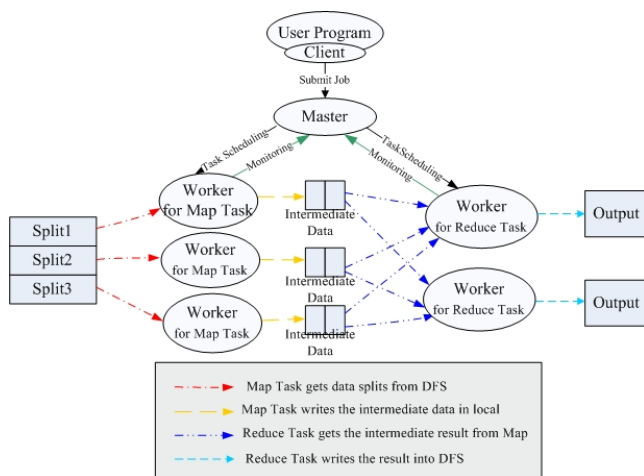 User Program
Client
Submit Job
Master
Task Scheduling
Monitoring
Monitoring
TaskScheduling
Worker
for Map Task
Intermediate
Data
Worker
for Reduce Task
Output
Split1
Split2
Split3
Worker
for Map Task
Intermediate
Data
Worker
for Reduce Task
Output
Worker
for Map Task
Intermediate
Data
Map Task gets data splits from DFS
Map Task writes the intermediate data in local
Reduce Task gets the intermediate result from Map
Reduce Task writes the result into DFS